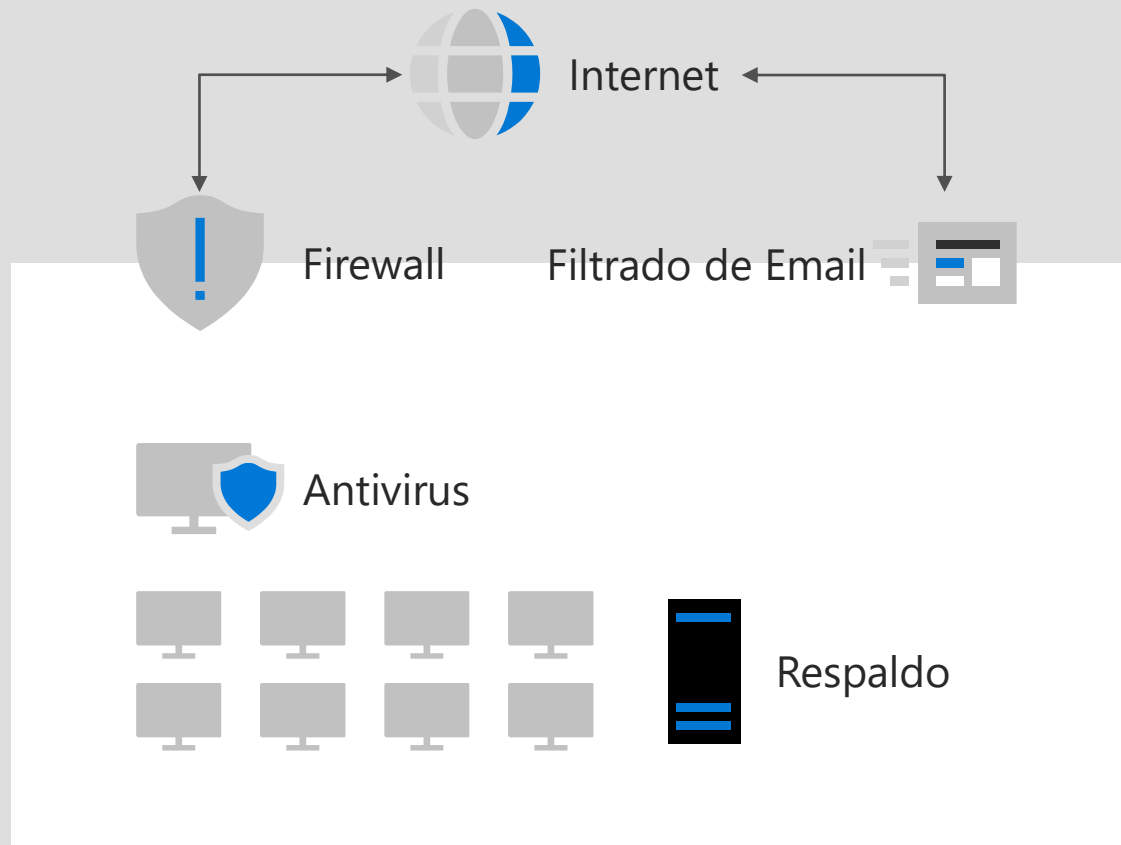 Internet
Firewall
Filtrado de Email
Antivirus
Respaldo